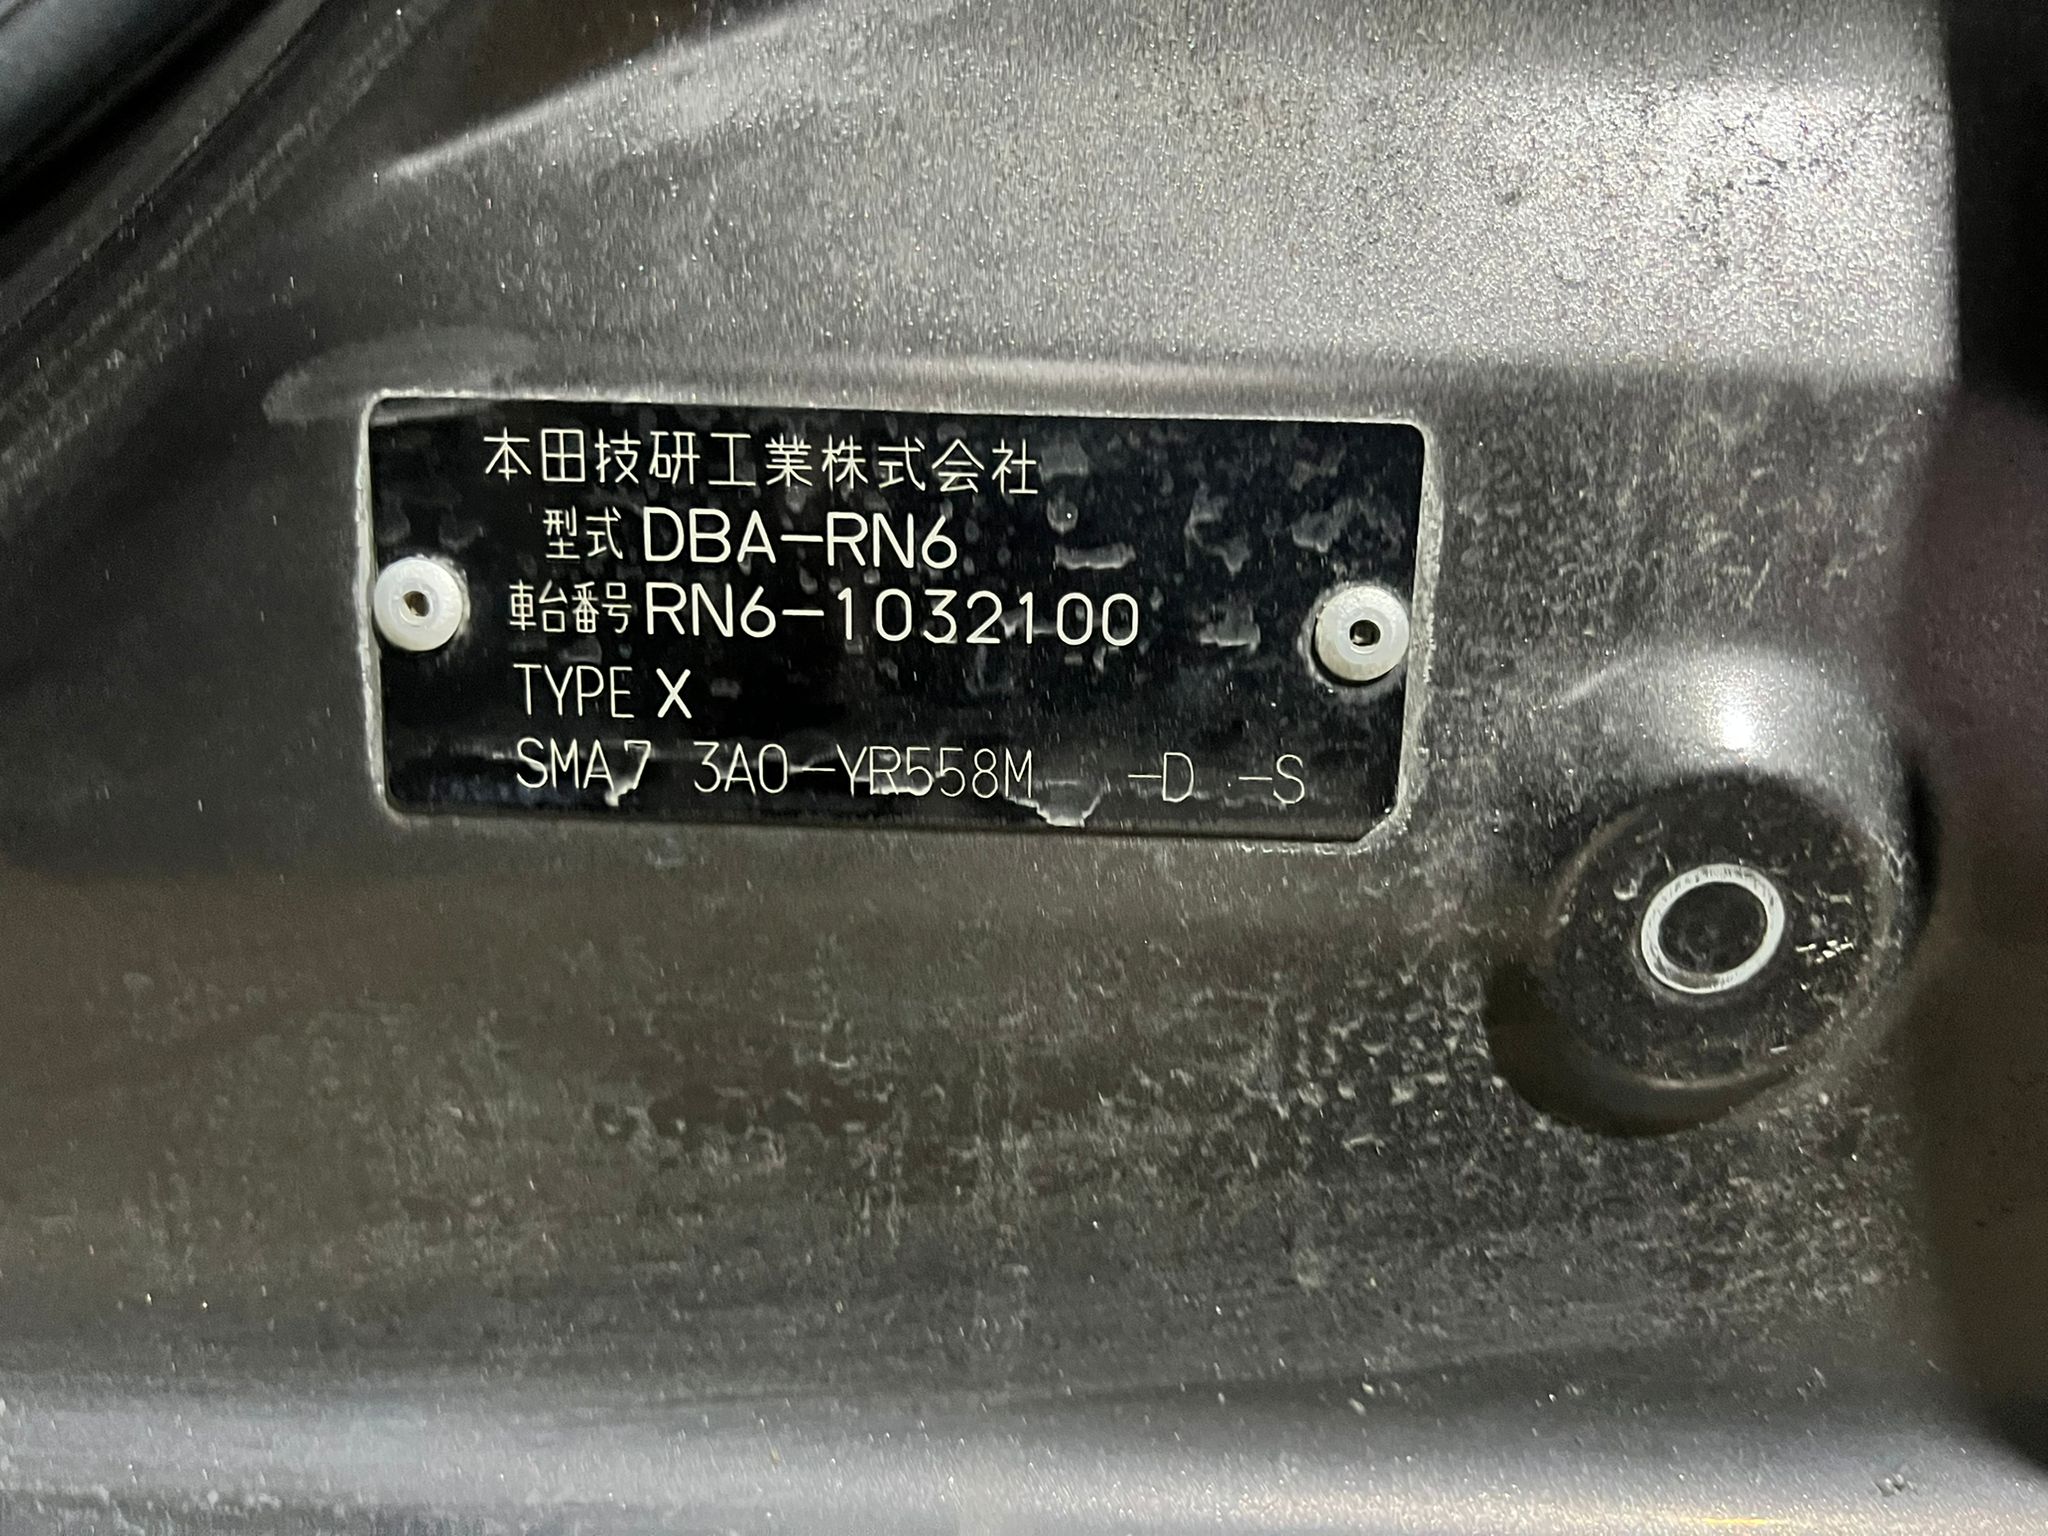 本田技研工業株式会社
型式 DBA-RN6
車台番号 RN6-1032100
TYPE X
SMA7 3A0-YR558M -D -S